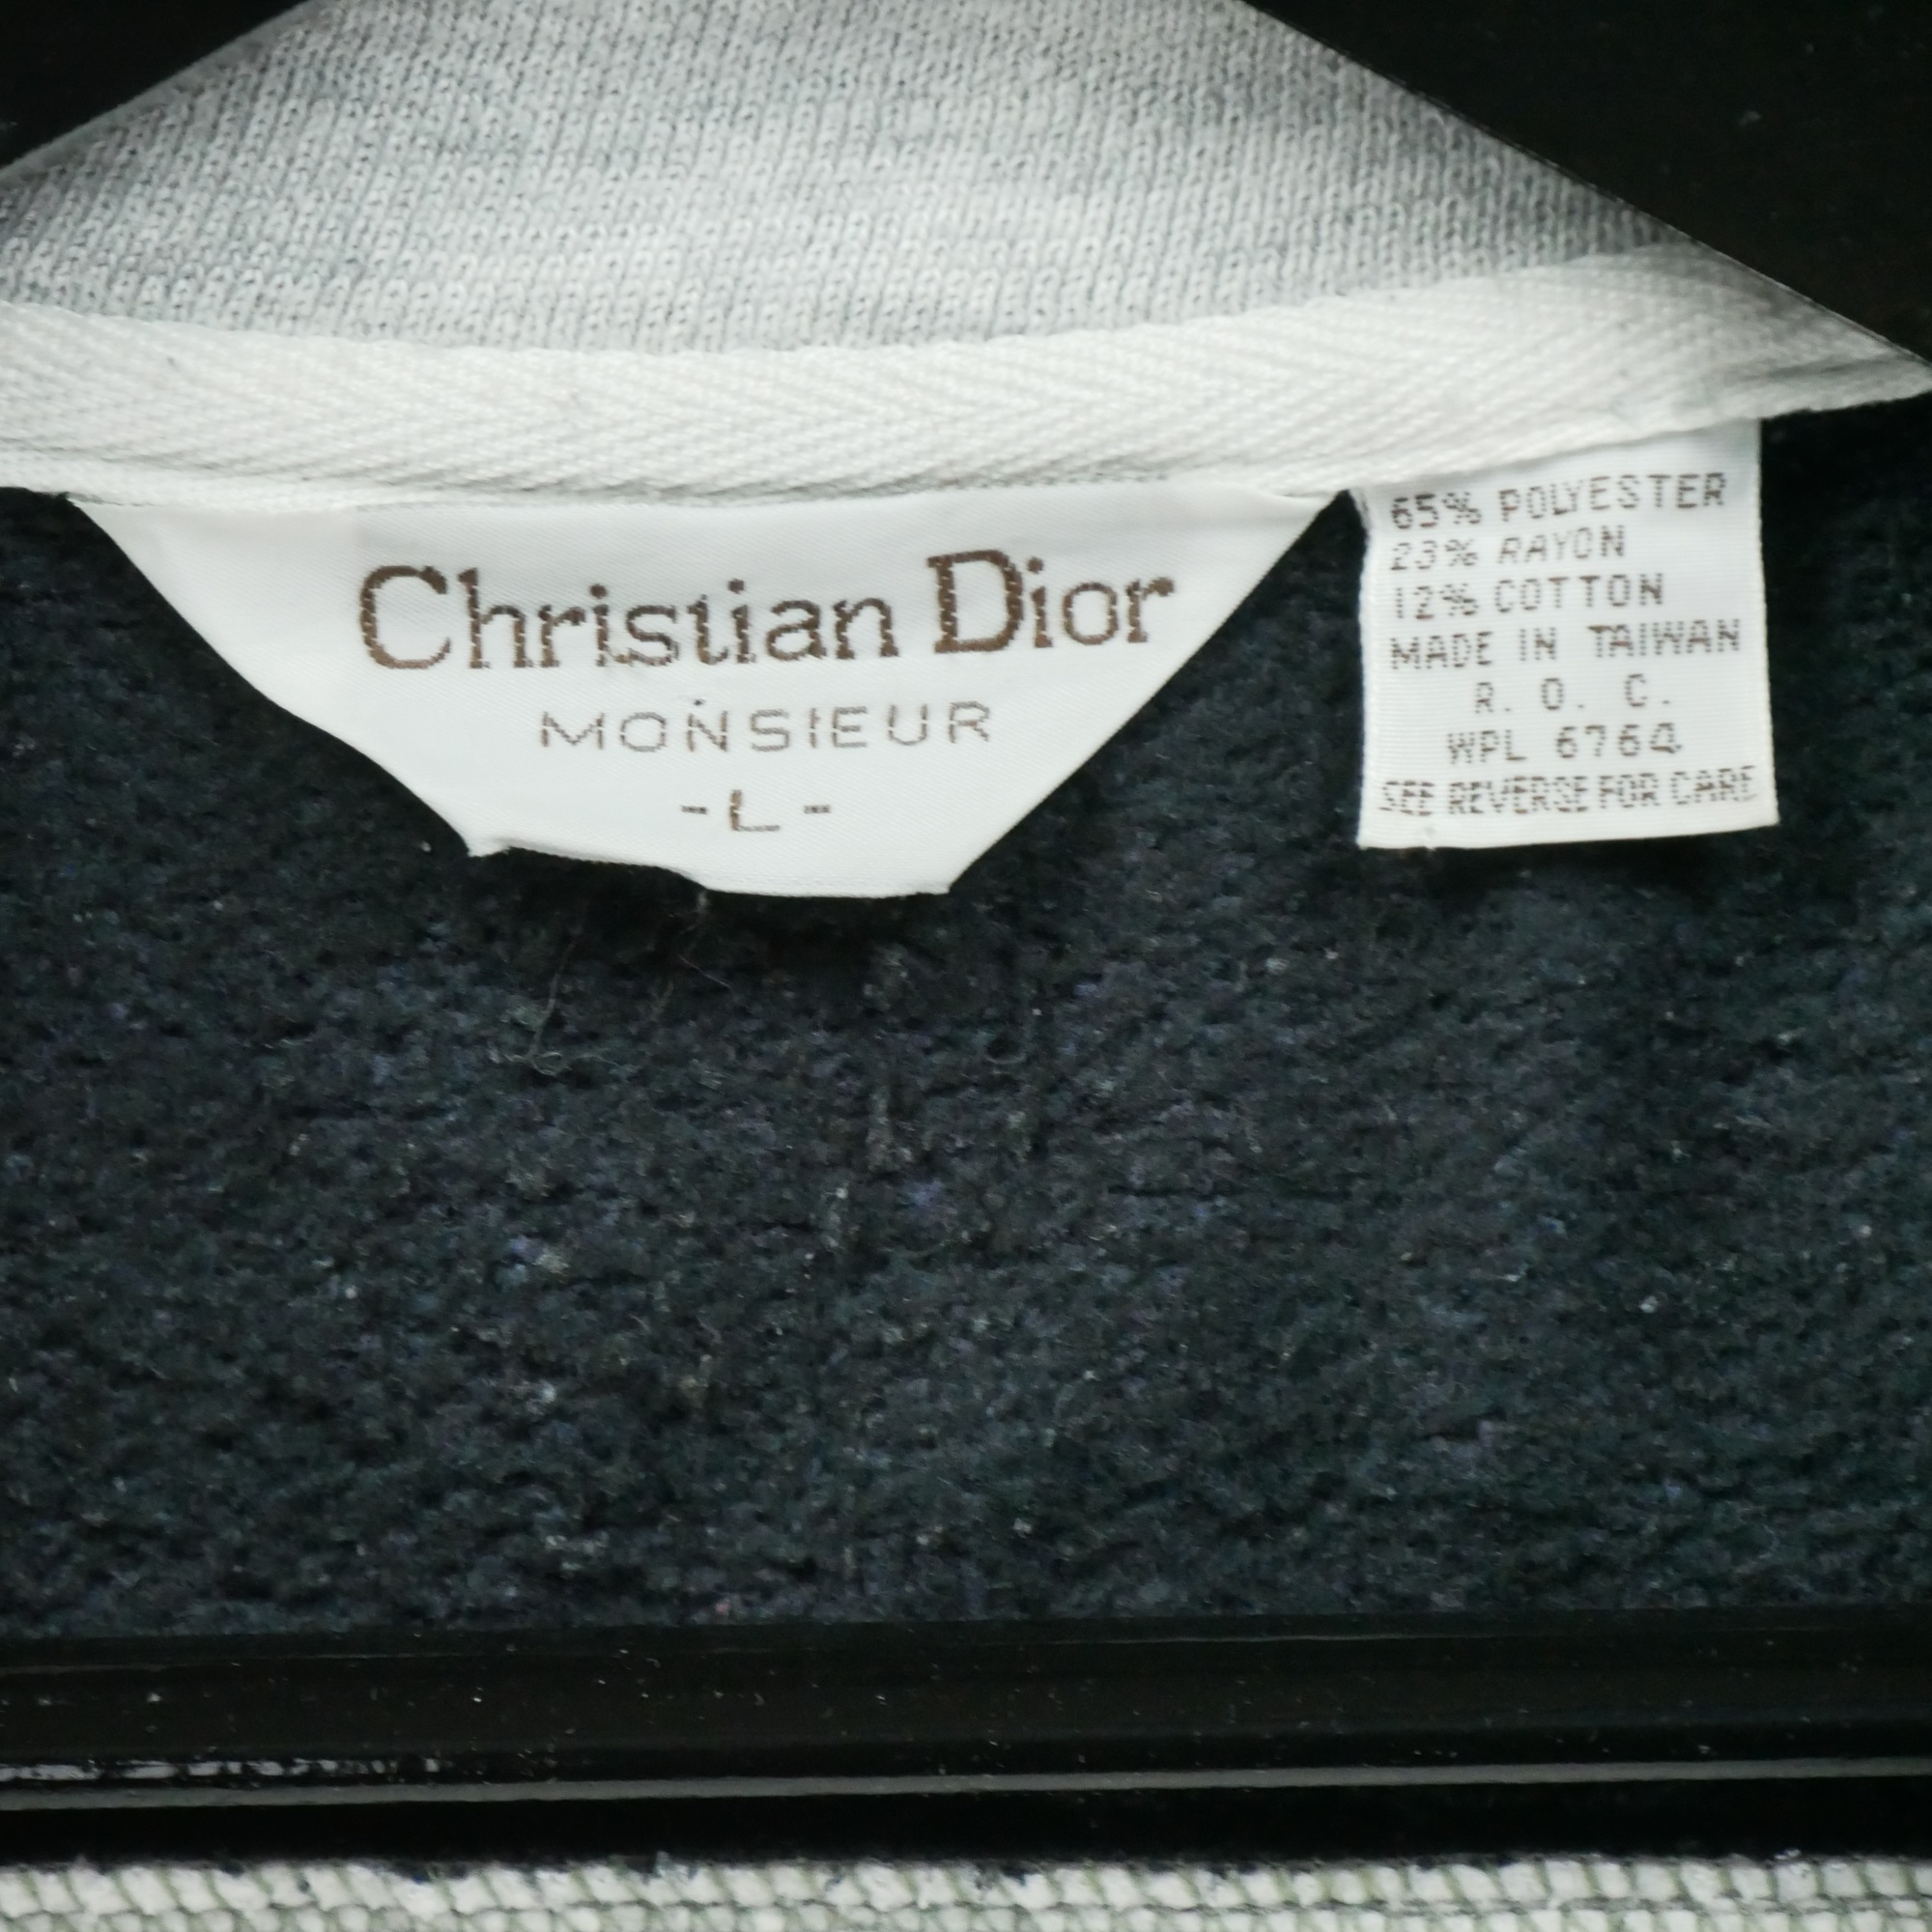 Christian Dior
MONSIEUR
-L-
65% POLYESTER
23% RAYON
12% COTTON
MADE IN TAIWAN
R. O. C.
WPL 6764
SEE REVERSE FOR CARE